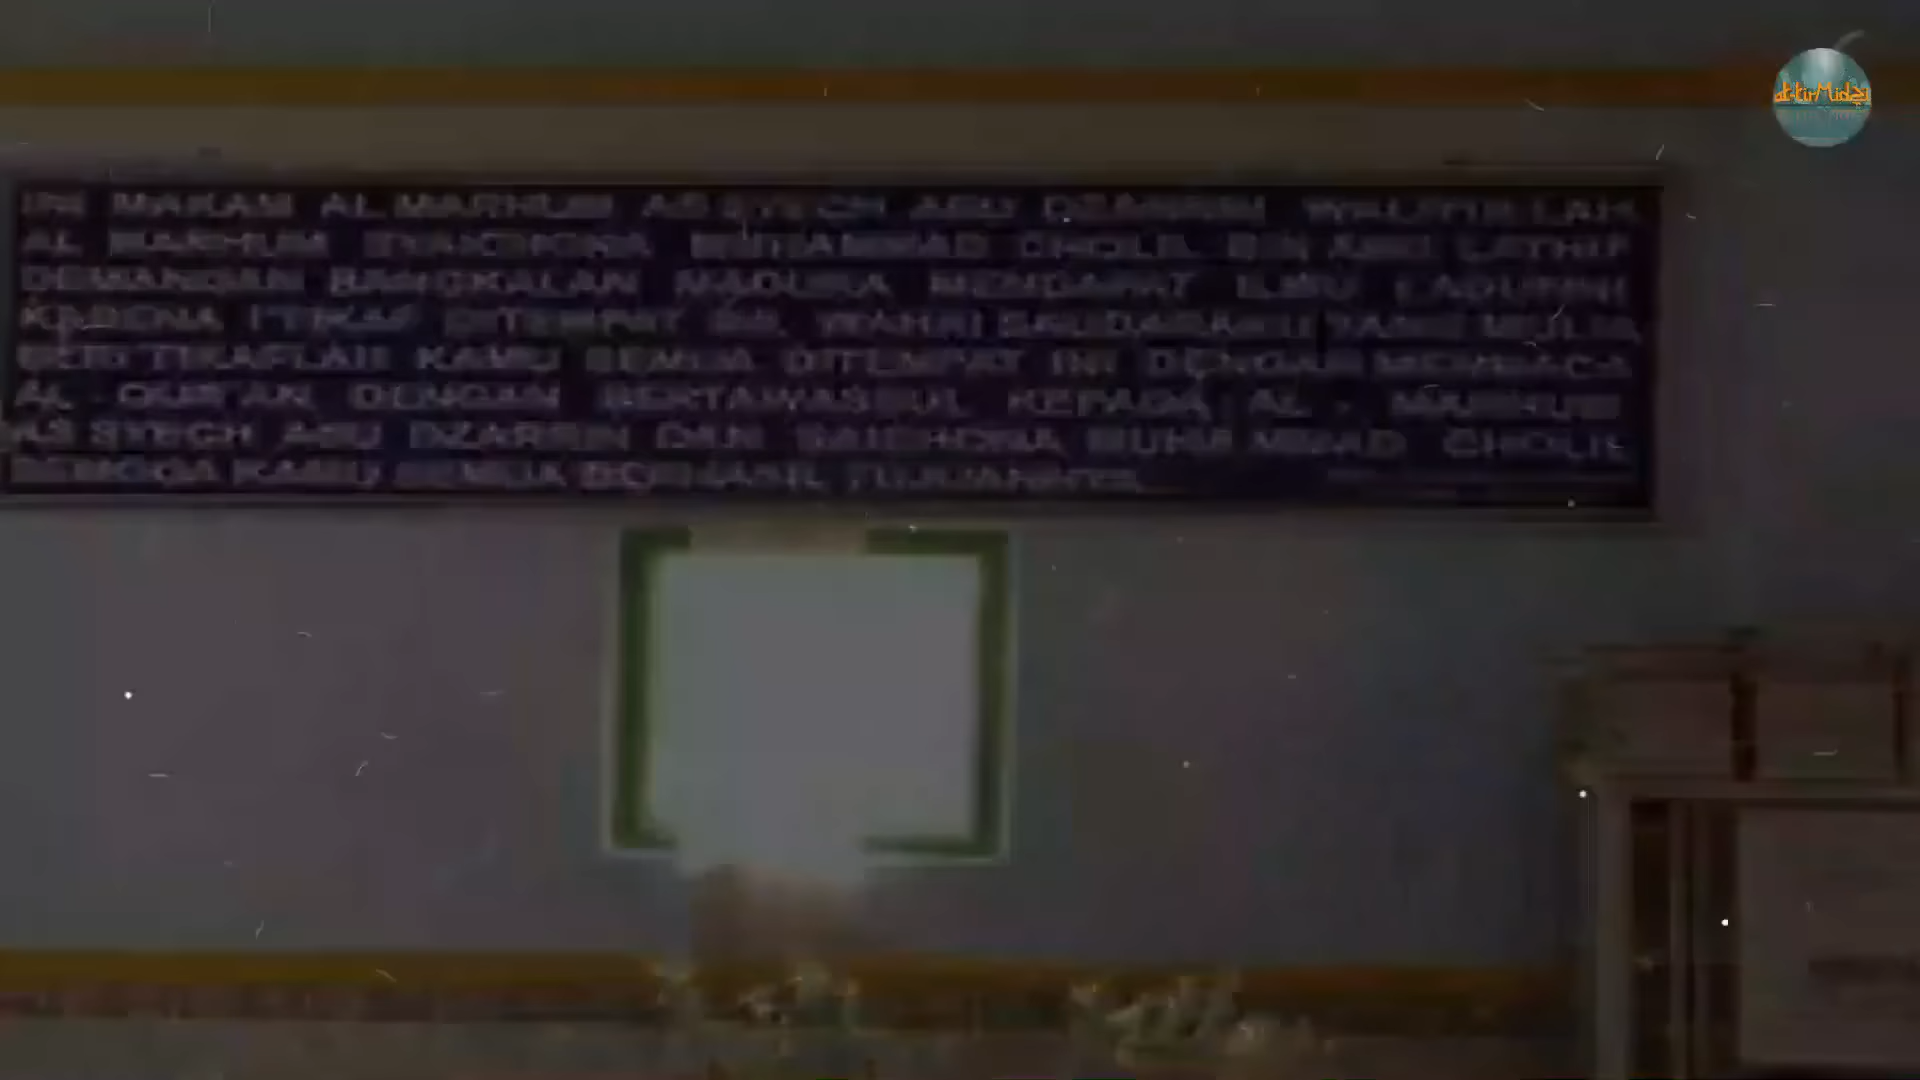 INI MAKAM AL MARHUM AS SYECH ABU DZARRIN WALIYULLAH
AL MARHUM SYAICHONA MUHAMMAD CHOLIL BIN ABD LATHIF
DEMANGAN BANGKALAN MADURA MENDAPAT ILMU LADUNNI
KARENA I'TIKAF DITEMPAT INI. WAHAI SAUDARAKU YANG MULIA
KAMU SEMUA DITEMPAT INI DENGAN MEMBACA
AL QUR'AN DENGAN BERTAWASSUL KEPADA AL - MARHUM
AS SYECH ABU DZARRIN DAN SAICHONA MUHAMMAD CHOLIL
SEMOGA KAMU SEMUA BERHASIL TUJUANNYA